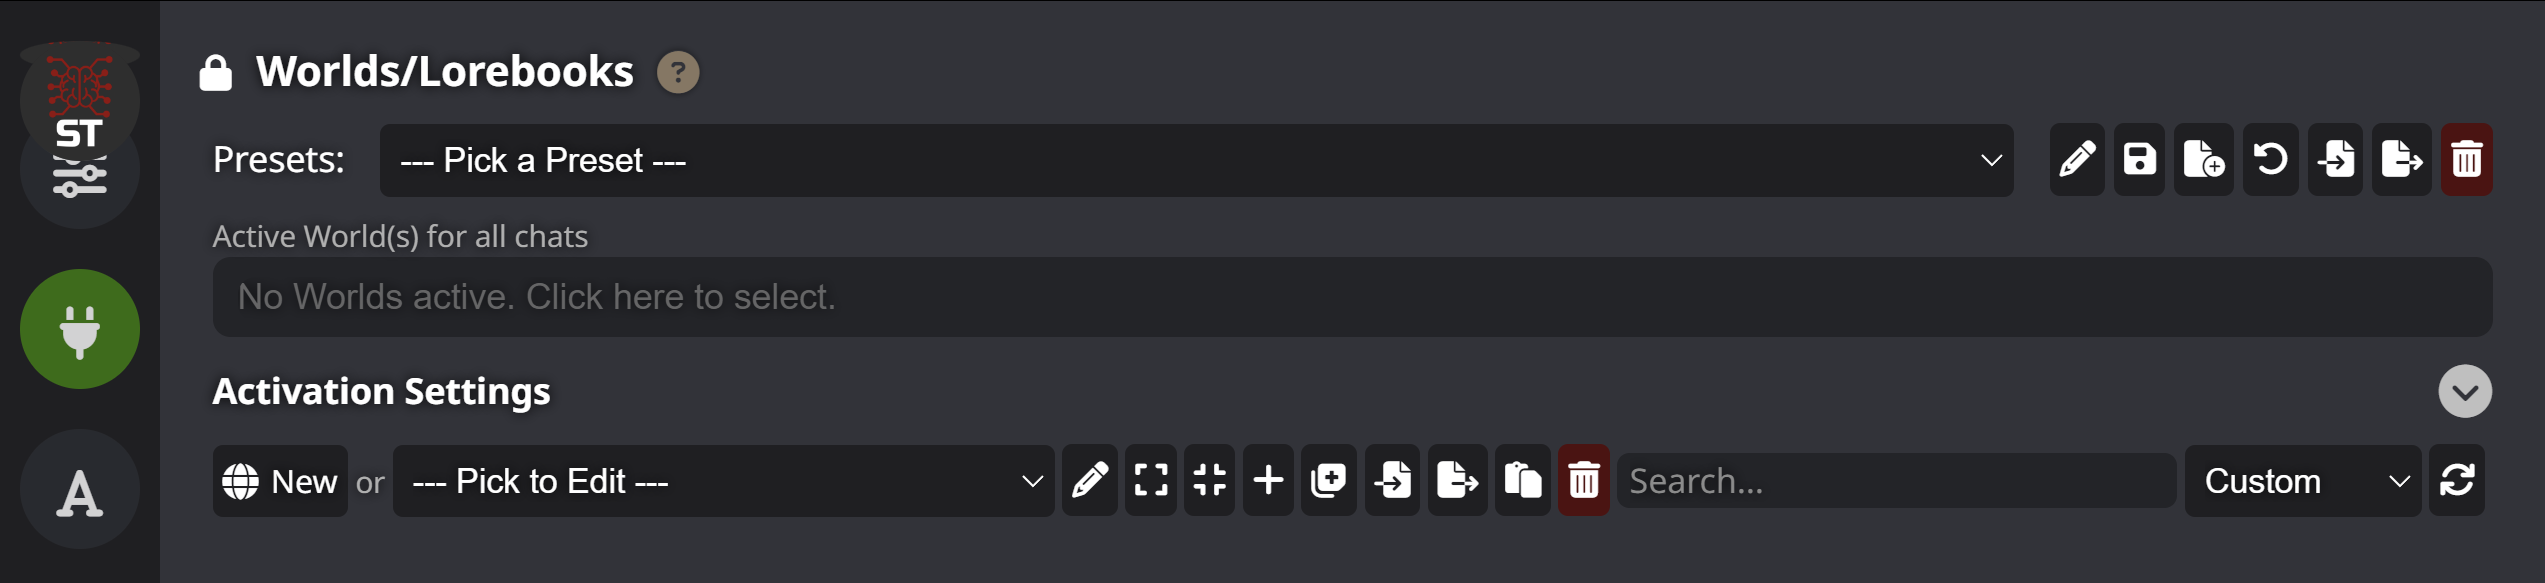 Worlds/Lorebooks ?
ST
Presets: --- Pick a Preset ---
Active World(s) for all chats
No Worlds active. Click here to select.
Activation Settings
New or --- Pick to Edit --- Search... Custom
A